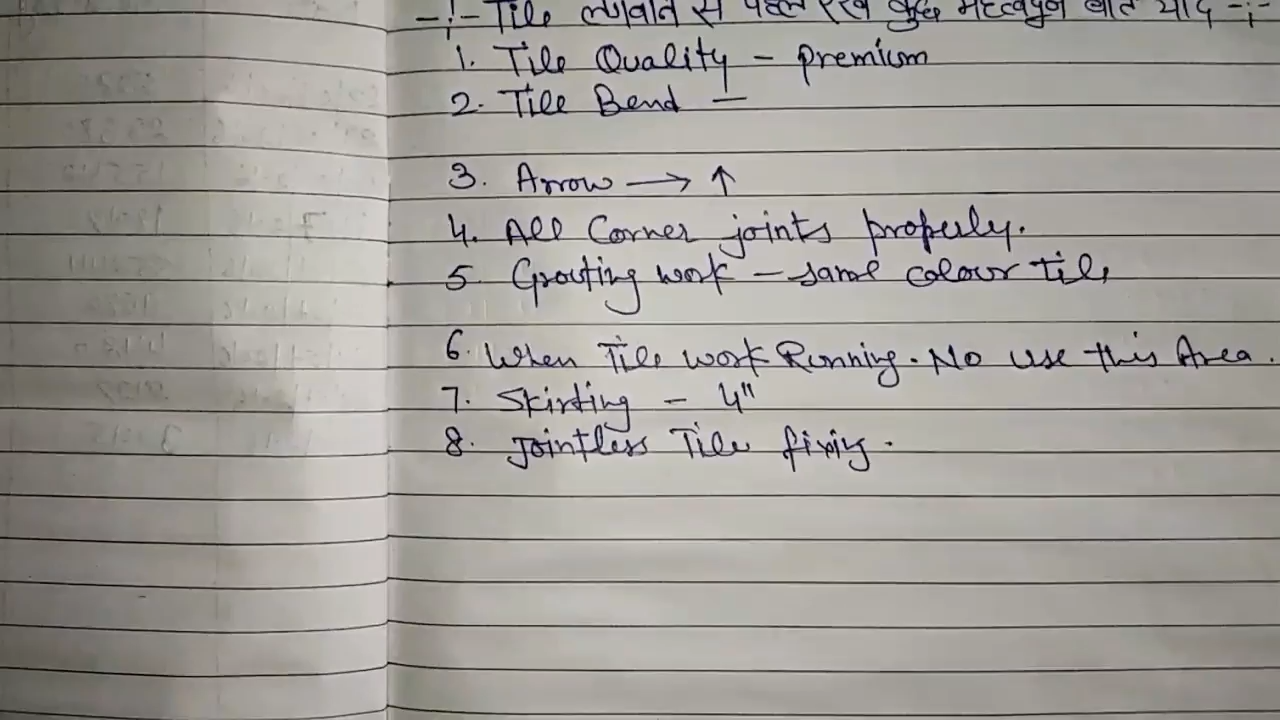 -:- Tile लगवाने से पहले रखे कुछ महत्वपूर्ण बाते याद -:-
1. Tile Quality - premium
2. Tile Bend -
3. Arrow → ↑
4. All Corner joints properly.
5. Grouting work - same colour Tile
6. When Tile work Running. No use this Area.
7. Skirting - 4"
8. Jointless Tile fixing.